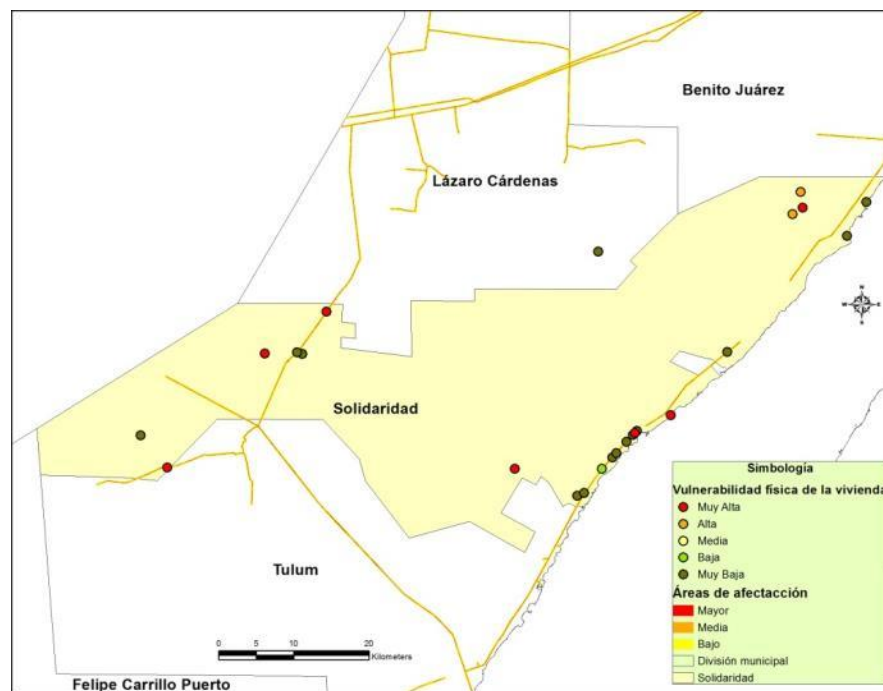 Benito Juárez
Lázaro Cárdenas
N
W E
S
Solidaridad
Tulum
Felipe Carrillo Puerto
0 5 10 20
Kilometers
Simbología
Vulnerabilidad física de la vivienda
Muy Alta
Alta
Media
Baja
Muy Baja
Áreas de afectacción
Mayor
Media
Bajo
División municipal
Solidaridad